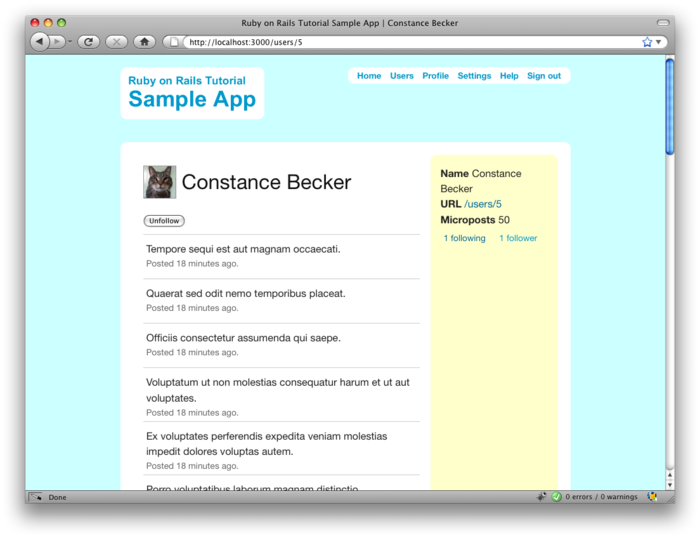 Ruby on Rails Tutorial Sample App | Constance Becker
http://localhost:3000/users/5
Ruby on Rails Tutorial
Sample App
Home Users Profile Settings Help Sign out
Constance Becker
Unfollow
Tempore sequi est aut magnam occaecati.
Posted 18 minutes ago.
Quaerat sed odit nemo temporibus placeat.
Posted 18 minutes ago.
Officiis consectetur assumenda qui saepe.
Posted 18 minutes ago.
Voluptatum ut non molestias consequatur harum et ut aut
voluptates.
Posted 18 minutes ago.
Ex voluptates perferendis expedita veniam molestias
impedit dolores voluptas autem.
Posted 18 minutes ago.
Porro voluptatibus laborum magnam distinctio
Name Constance
Becker
URL /users/5
Microposts 50
1 following 1 follower
Done
0 errors / 0 warnings